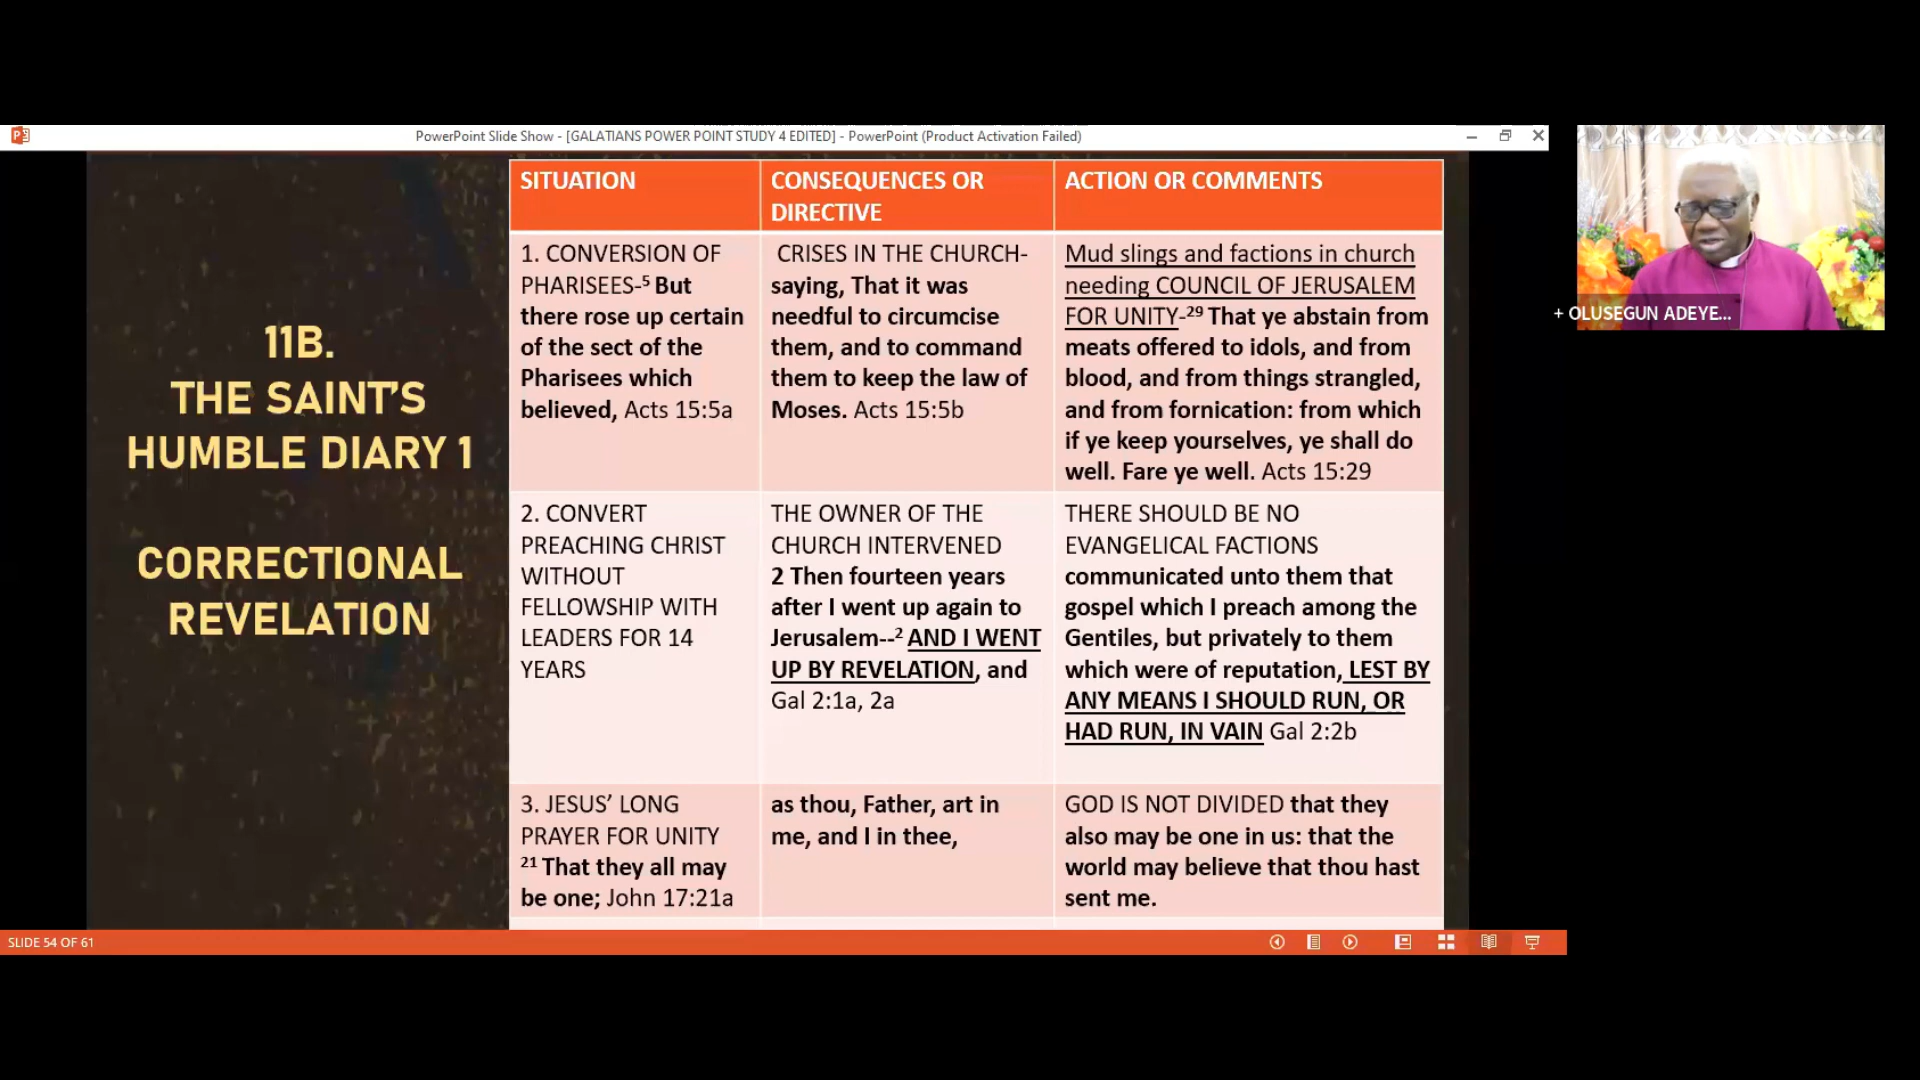 PowerPoint Slide Show - [GALATIANS POWER POINT STUDY 4 EDITED] - PowerPoint (Product Activation Failed)
11B.
THE SAINT'S
HUMBLE DIARY 1
CORRECTIONAL
REVELATION
SITUATION
CONSEQUENCES OR
DIRECTIVE
ACTION OR COMMENTS
1. CONVERSION OF
PHARISEES-⁵ But
there rose up certain
of the sect of the
Pharisees which
believed, Acts 15:5a
CRISES IN THE CHURCH-
saying, That it was
needful to circumcise
them, and to command
them to keep the law of
Moses. Acts 15:5b
Mud slings and factions in church
needing COUNCIL OF JERUSALEM
FOR UNITY-²⁹ That ye abstain from
meats offered to idols, and from
blood, and from things strangled,
and from fornication: from which
if ye keep yourselves, ye shall do
well. Fare ye well. Acts 15:29
2. CONVERT
PREACHING CHRIST
WITHOUT
FELLOWSHIP WITH
LEADERS FOR 14
YEARS
THE OWNER OF THE
CHURCH INTERVENED
2 Then fourteen years
after I went up again to
Jerusalem--² AND I WENT
UP BY REVELATION, and
Gal 2:1a, 2a
THERE SHOULD BE NO
EVANGELICAL FACTIONS
communicated unto them that
gospel which I preach among the
Gentiles, but privately to them
which were of reputation, LEST BY
ANY MEANS I SHOULD RUN, OR
HAD RUN, IN VAIN Gal 2:2b
3. JESUS' LONG
PRAYER FOR UNITY
²¹ That they all may
be one; John 17:21a
as thou, Father, art in
me, and I in thee,
GOD IS NOT DIVIDED that they
also may be one in us: that the
world may believe that thou hast
sent me.
+ OLUSEGUN ADEYE...
SLIDE 54 OF 61